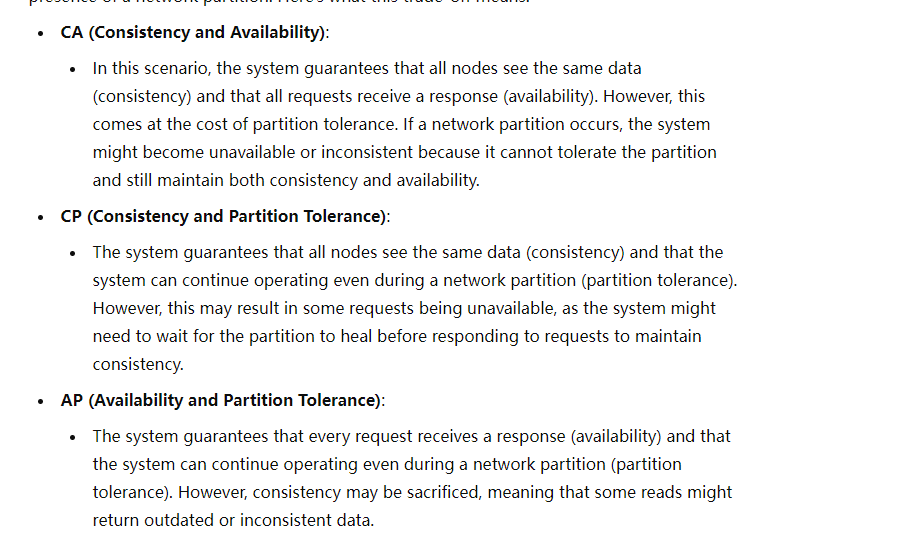 presence of a network partition. Here's what this trade-off means:
• CA (Consistency and Availability):
• In this scenario, the system guarantees that all nodes see the same data
(consistency) and that all requests receive a response (availability). However, this
comes at the cost of partition tolerance. If a network partition occurs, the system
might become unavailable or inconsistent because it cannot tolerate the partition
and still maintain both consistency and availability.
• CP (Consistency and Partition Tolerance):
• The system guarantees that all nodes see the same data (consistency) and that the
system can continue operating even during a network partition (partition tolerance).
However, this may result in some requests being unavailable, as the system might
need to wait for the partition to heal before responding to requests to maintain
consistency.
• AP (Availability and Partition Tolerance):
• The system guarantees that every request receives a response (availability) and that
the system can continue operating even during a network partition (partition
tolerance). However, consistency may be sacrificed, meaning that some reads might
return outdated or inconsistent data.